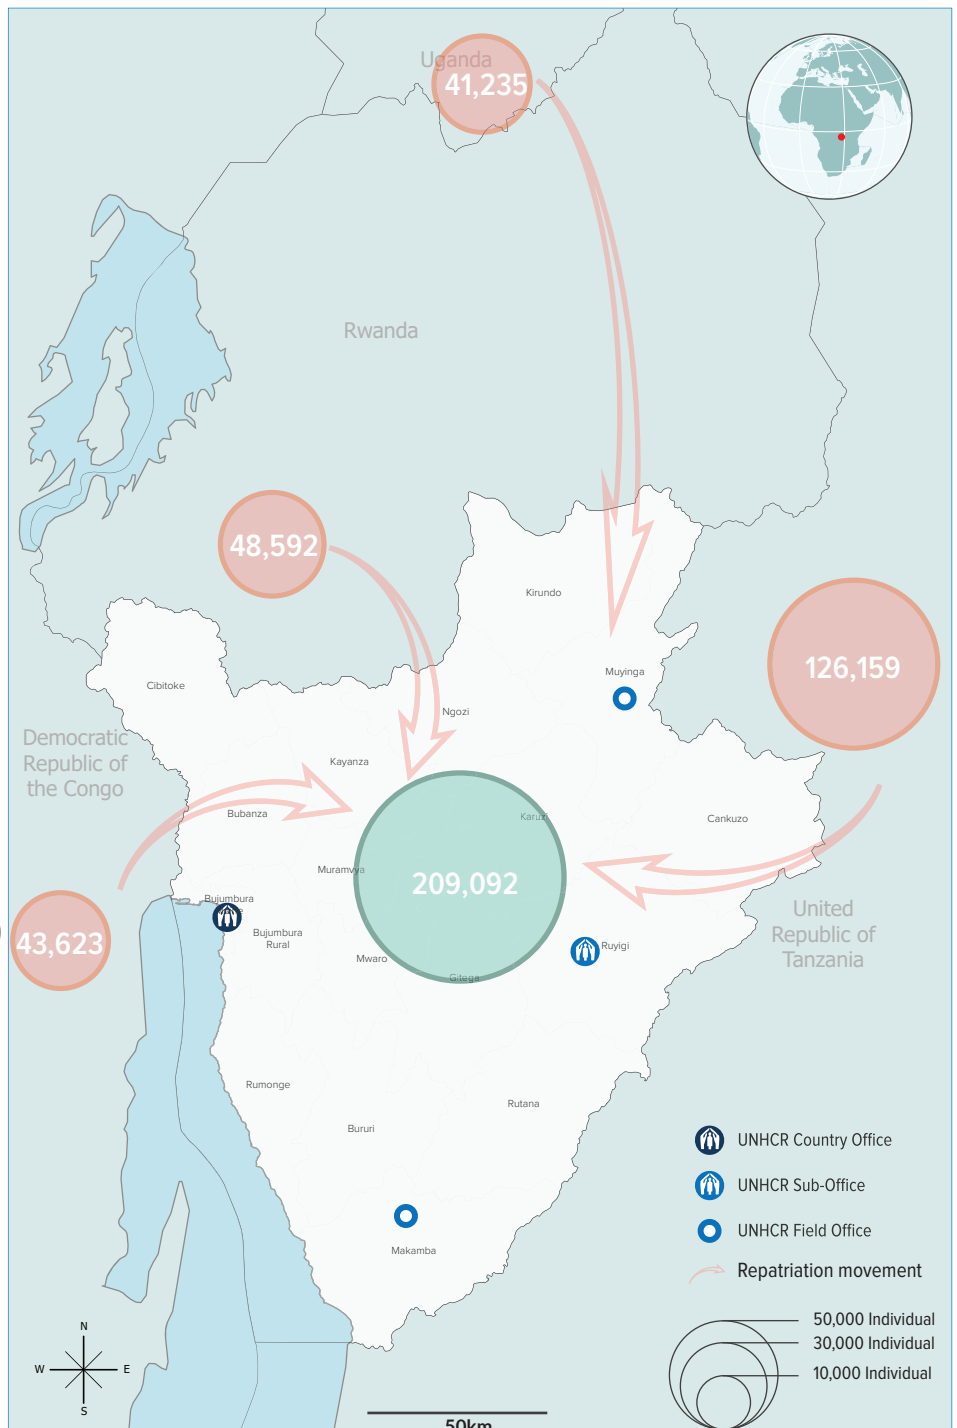 Uganda
41,235
Rwanda
48,592
Kirundo
126,159
Muyinga
Cibitoke
Ngozi
Democratic
Republic of
the Congo
Kayanza
Bubanza
Karuzi
Cankuzo
Muramvya
209,092
Bujumbura
United
Republic of
Tanzania
43,623
Bujumbura
Rural
Ruyigi
Mwaro
Gitega
Rumonge
Rutana
Bururi
Makamba
UNHCR Country Office
UNHCR Sub-Office
UNHCR Field Office
Repatriation movement
50,000 Individual
30,000 Individual
10,000 Individual
N
W E
S
50km